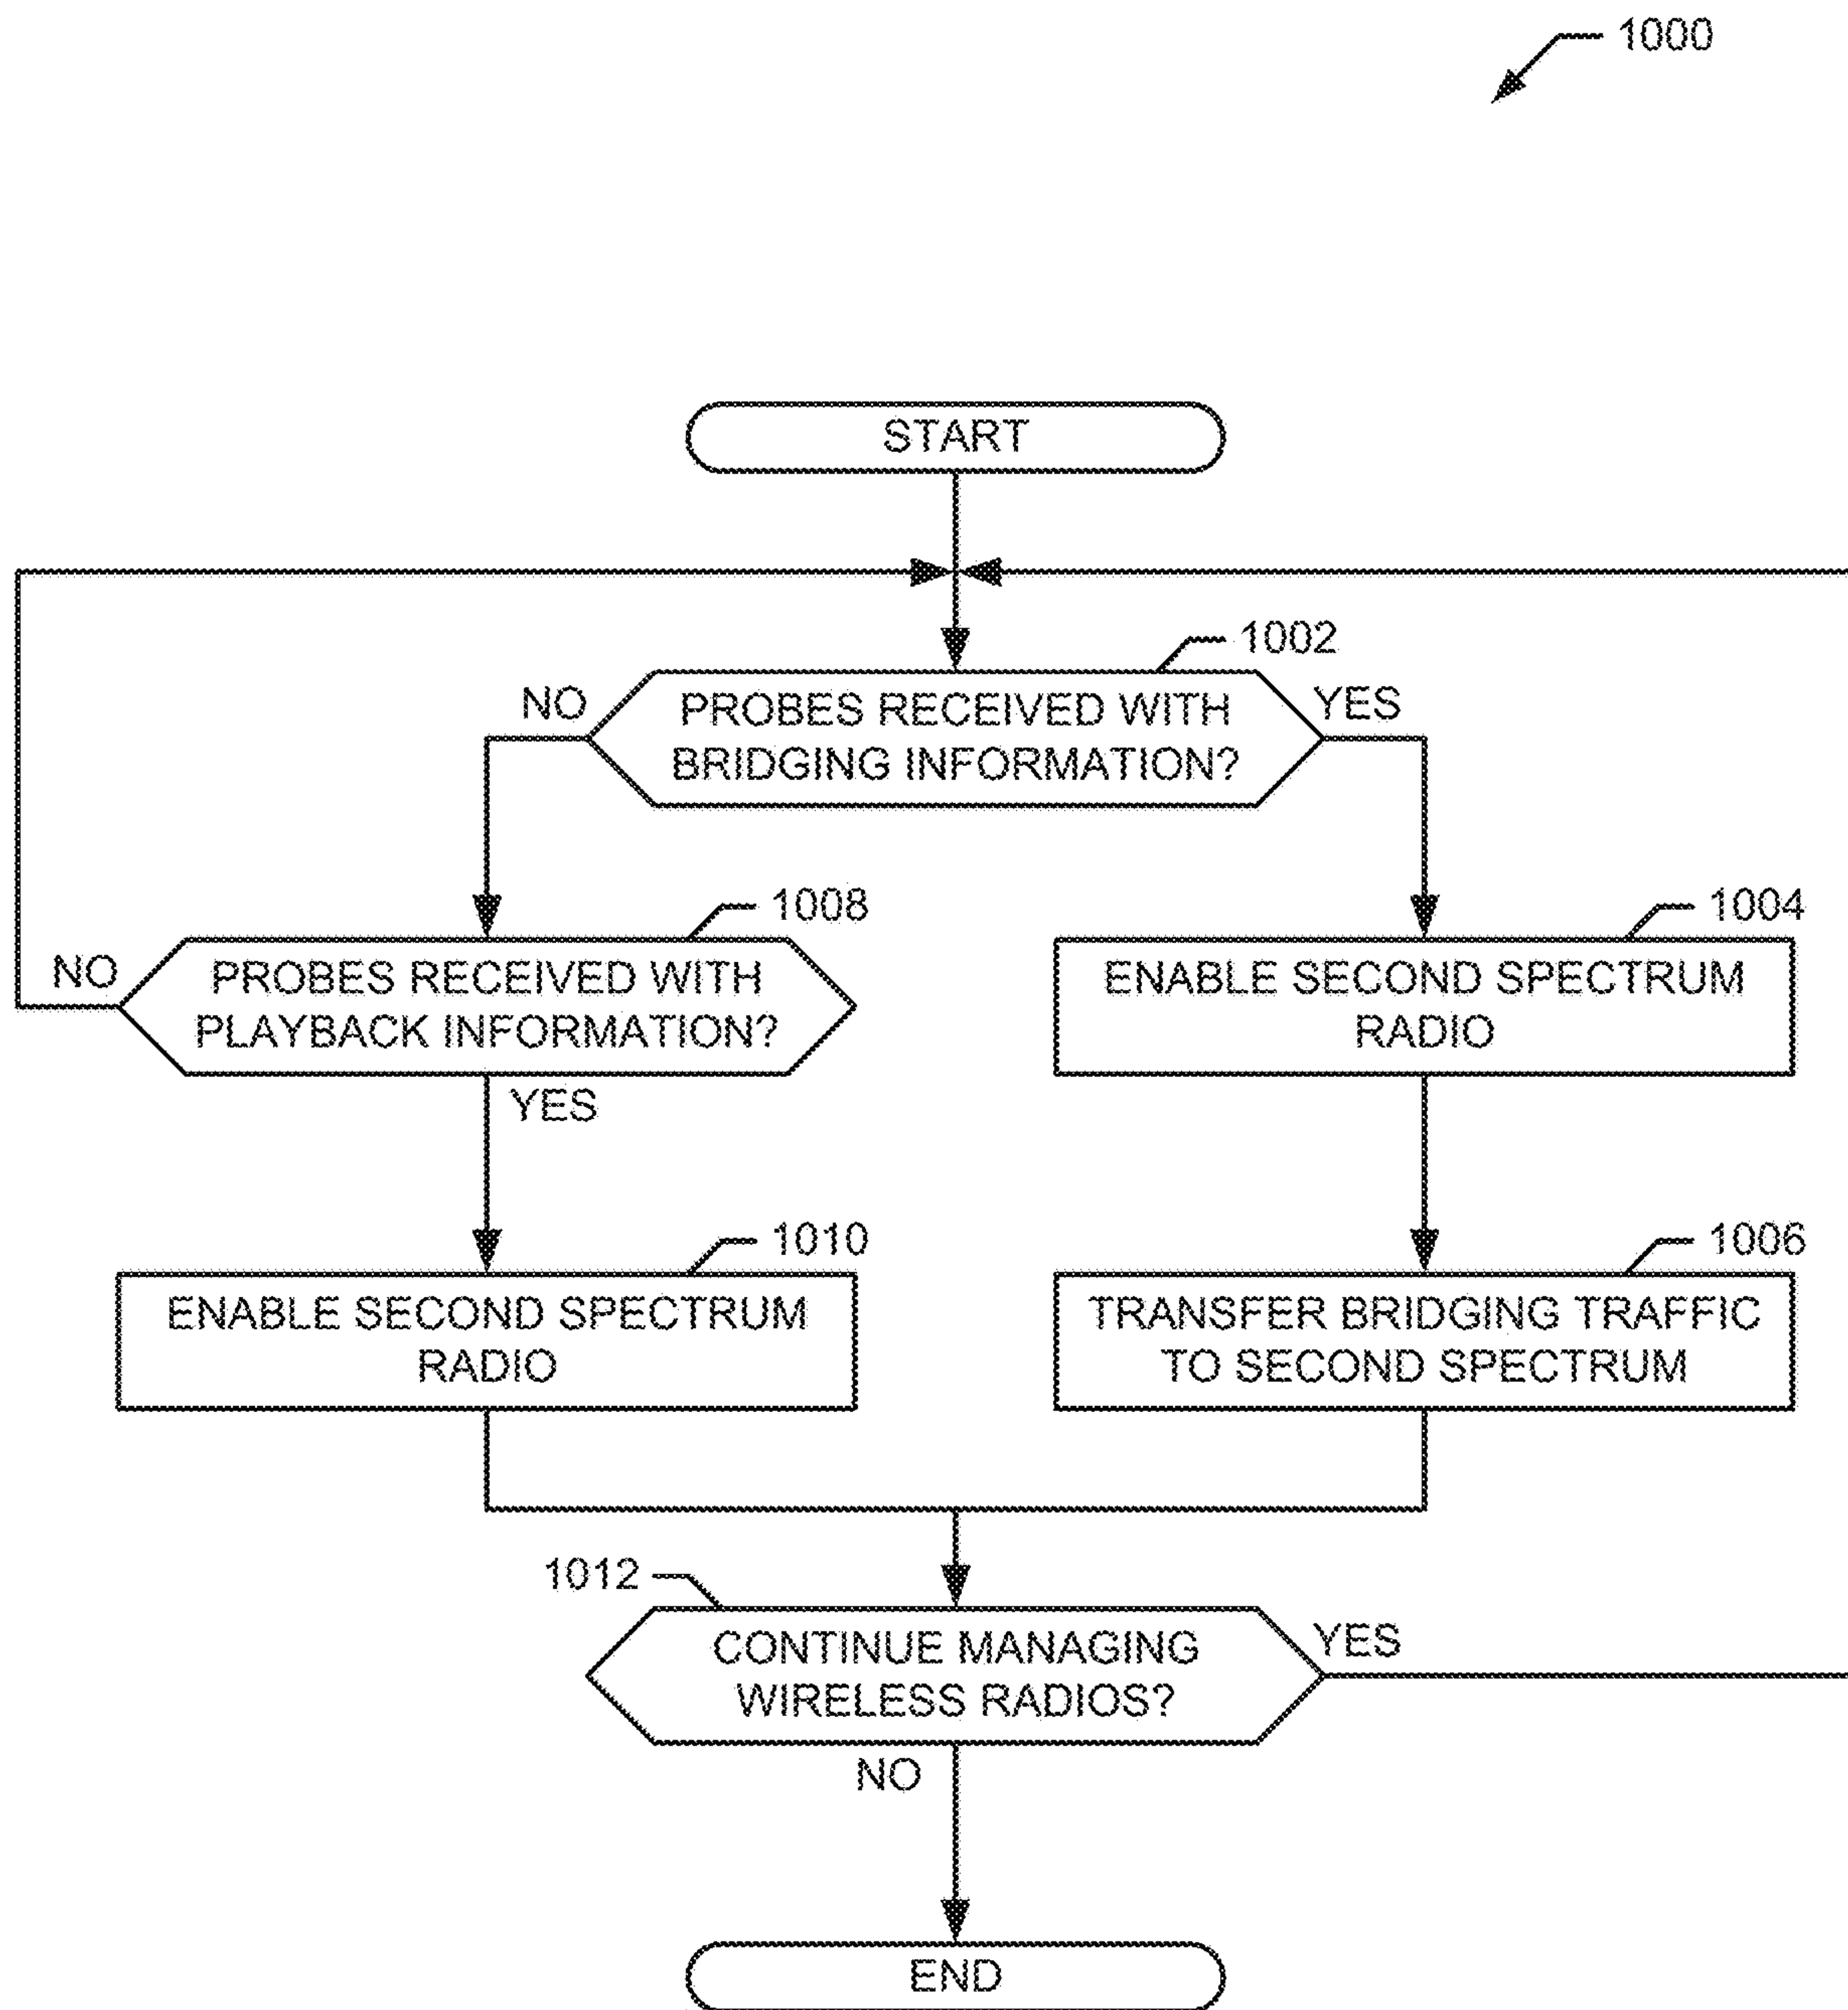 1000
START
1002
NO
PROBES RECEIVED WITH
BRIDGING INFORMATION?
YES
1008
1004
NO
PROBES RECEIVED WITH
PLAYBACK INFORMATION?
YES
ENABLE SECOND SPECTRUM
RADIO
1010
1006
ENABLE SECOND SPECTRUM
RADIO
TRANSFER BRIDGING TRAFFIC
TO SECOND SPECTRUM
1012
CONTINUE MANAGING
WIRELESS RADIOS?
YES
NO
END